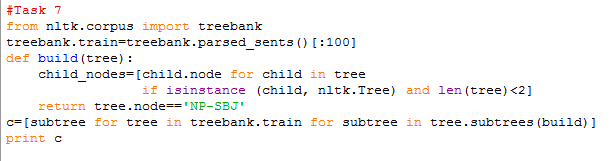 #Task 7
from nltk.corpus import treebank
treebank.train=treebank.parsed_sents()[:100]
def build(tree):
    child_nodes=[child.node for child in tree
                  if isinstance (child, nltk.Tree) and len(tree)<2]
    return tree.node=='NP-SBJ'
c=[subtree for tree in treebank.train for subtree in tree.subtrees(build)]
print c